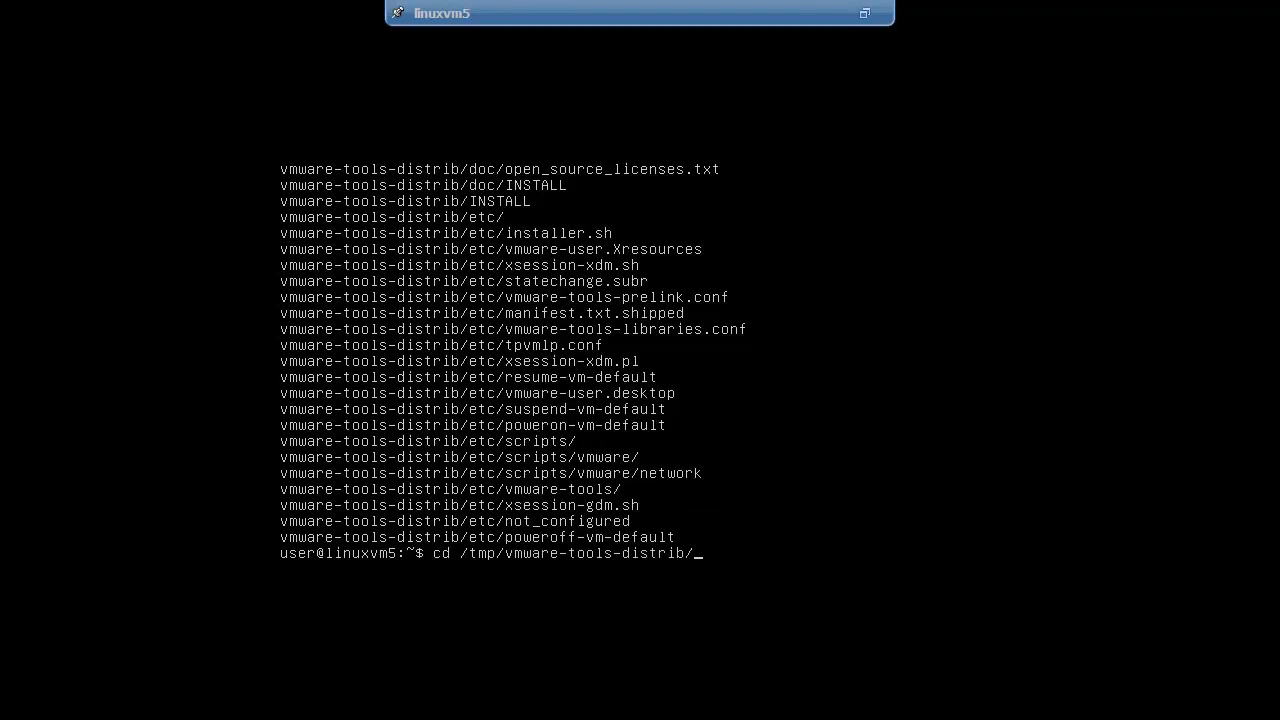 linuxvm5
vmware-tools-distrib/doc/open_source_licenses.txt
vmware-tools-distrib/doc/INSTALL
vmware-tools-distrib/INSTALL
vmware-tools-distrib/etc/
vmware-tools-distrib/etc/installer.sh
vmware-tools-distrib/etc/vmware-user.Xresources
vmware-tools-distrib/etc/xsession-xdm.sh
vmware-tools-distrib/etc/statechange.subr
vmware-tools-distrib/etc/vmware-tools-prelink.conf
vmware-tools-distrib/etc/manifest.txt.shipped
vmware-tools-distrib/etc/vmware-tools-libraries.conf
vmware-tools-distrib/etc/tpvmlp.conf
vmware-tools-distrib/etc/xsession-xdm.pl
vmware-tools-distrib/etc/resume-vm-default
vmware-tools-distrib/etc/vmware-user.desktop
vmware-tools-distrib/etc/suspend-vm-default
vmware-tools-distrib/etc/poweron-vm-default
vmware-tools-distrib/etc/scripts/
vmware-tools-distrib/etc/scripts/vmware/
vmware-tools-distrib/etc/scripts/vmware/network
vmware-tools-distrib/etc/vmware-tools/
vmware-tools-distrib/etc/xsession-gdm.sh
vmware-tools-distrib/etc/not_configured
vmware-tools-distrib/etc/poweroff-vm-default
user@linuxvm5:~$ cd /tmp/vmware-tools-distrib/_